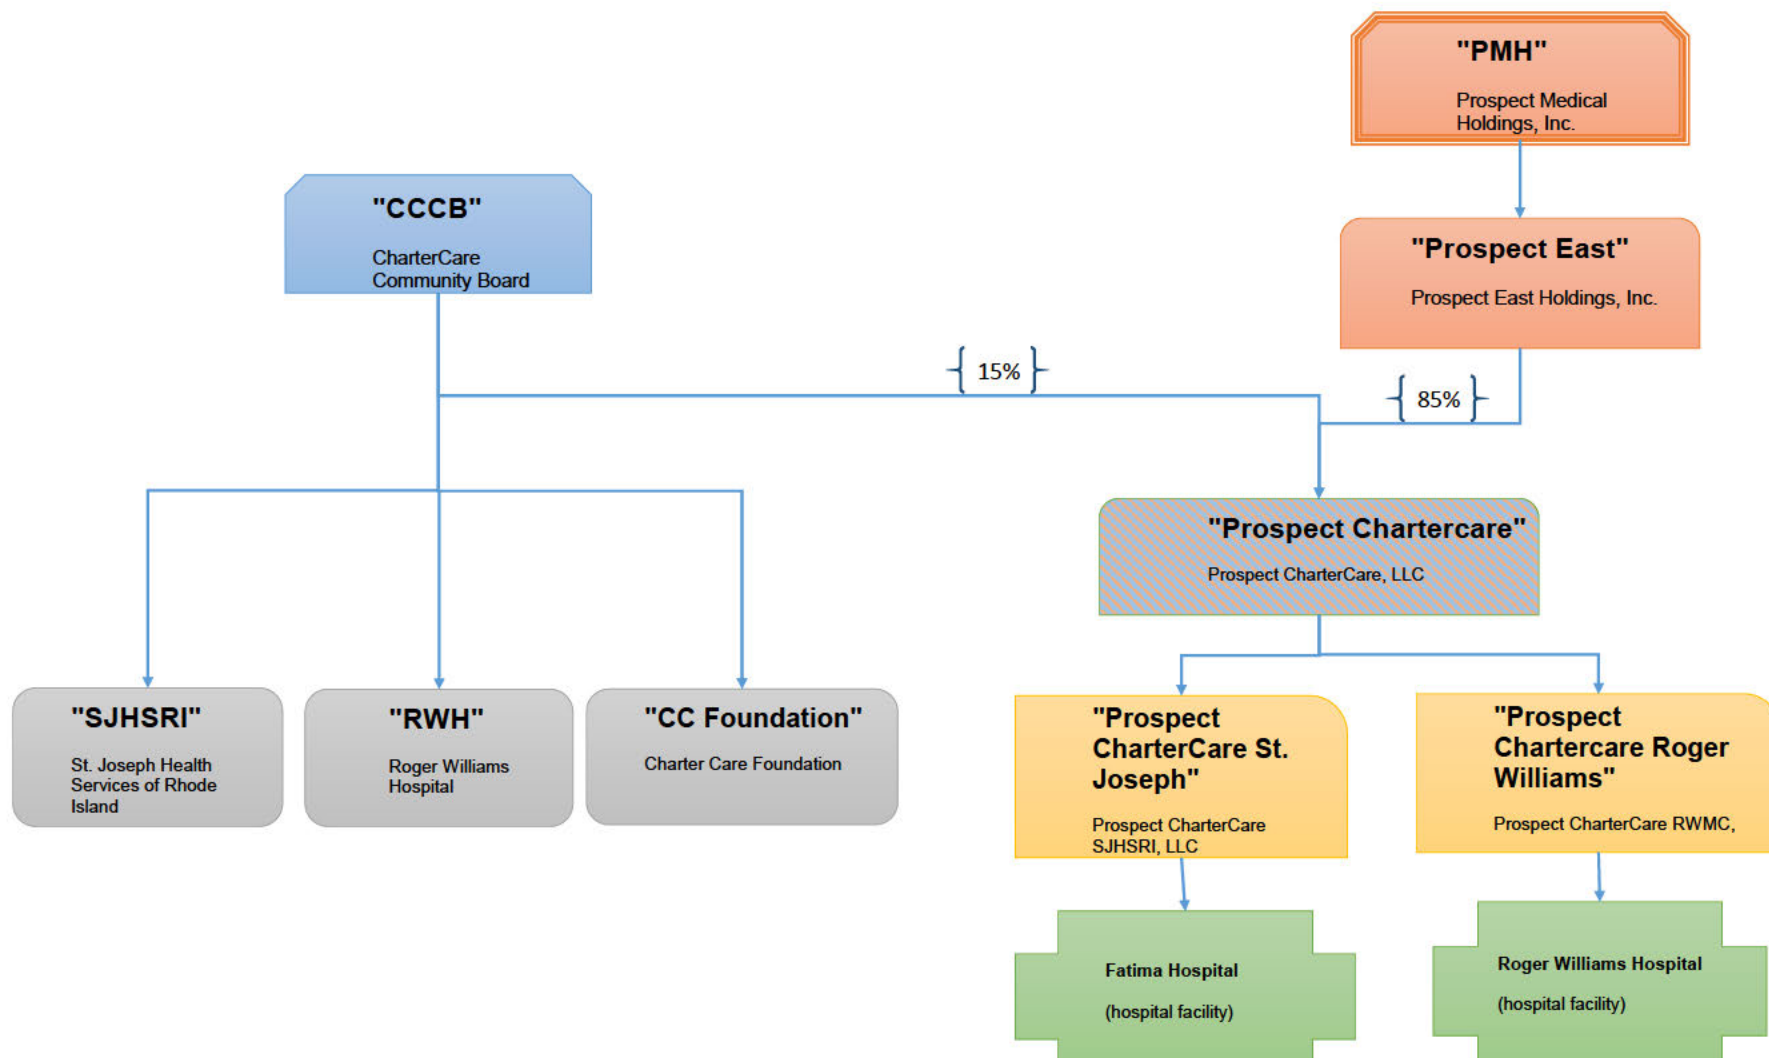 "PMH"
Prospect Medical
Holdings, Inc.
"CCCB"
CharterCare
Community Board
"Prospect East"
Prospect East Holdings, Inc.
15%
85%
"Prospect Chartercare"
Prospect CharterCare, LLC
"SJHSRI"
St. Joseph Health
Services of Rhode
Island
"RWH"
Roger Williams
Hospital
"CC Foundation"
Charter Care Foundation
"Prospect
CharterCare St.
Joseph"
Prospect CharterCare
SJHSRI, LLC
"Prospect
Chartercare Roger
Williams"
Prospect CharterCare RWMC,
Fatima Hospital
(hospital facility)
Roger Williams Hospital
(hospital facility)